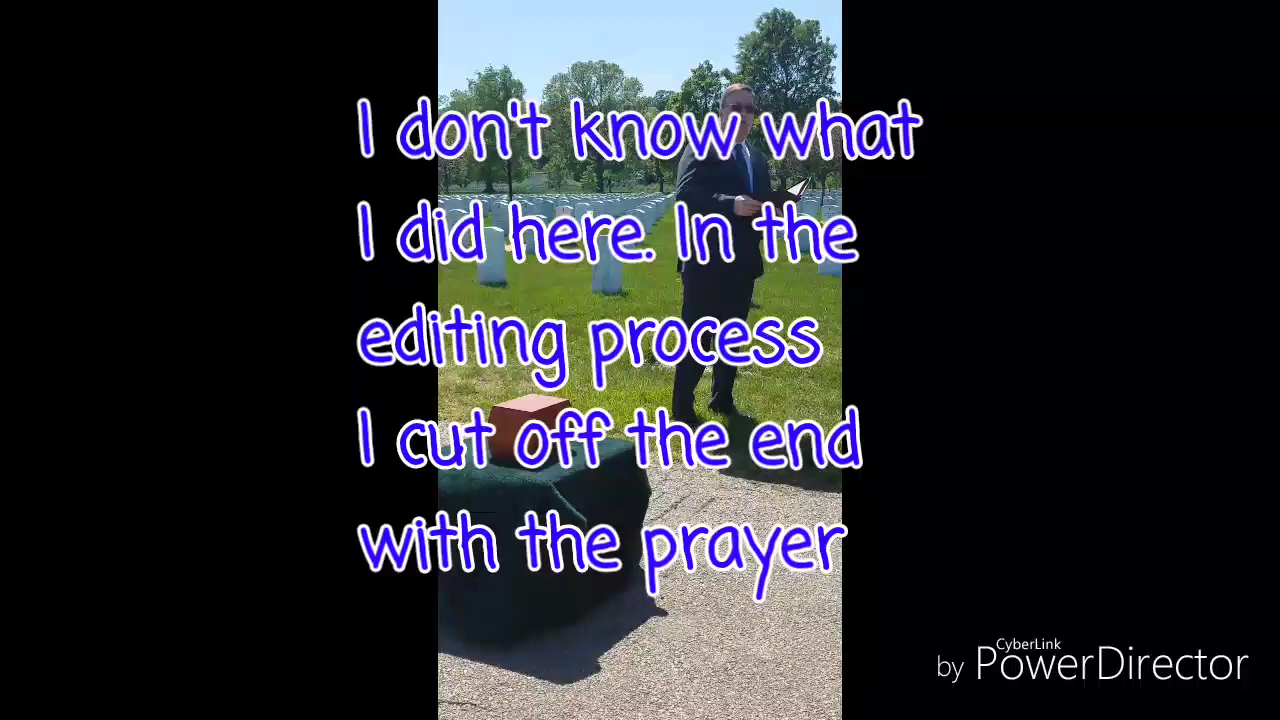 I don't know what
I did here. In the
editing process
I cut off the end
with the prayer
CyberLink
by PowerDirector